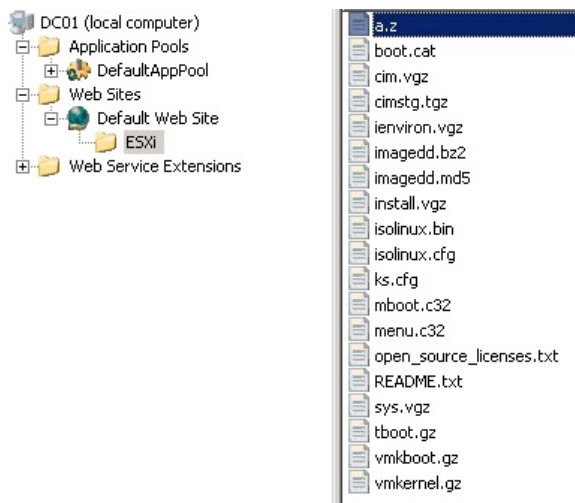 DC01 (local computer)
Application Pools
DefaultAppPool
Web Sites
Default Web Site
ESXi
Web Service Extensions
a.z
boot.cat
cim.vgz
cimstg.tgz
ienviron.vgz
imagedd.bz2
imagedd.md5
install.vgz
isolinux.bin
isolinux.cfg
ks.cfg
mboot.c32
menu.c32
open_source_licenses.txt
README.txt
sys.vgz
tboot.gz
vmkboot.gz
vmkernel.gz